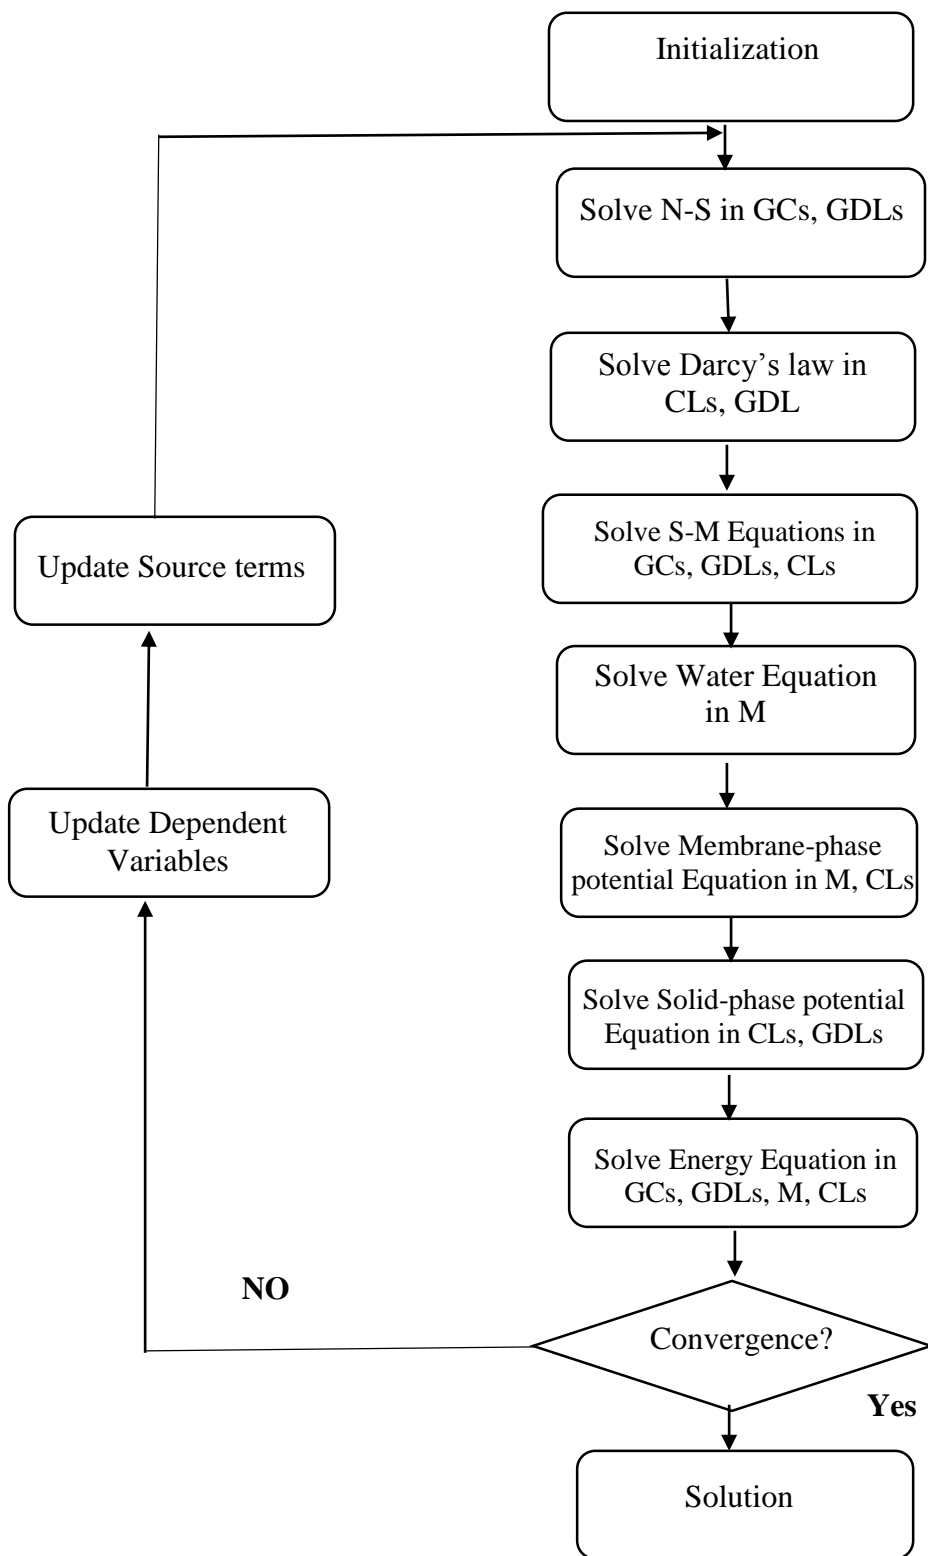 Initialization
Solve N-S in GCs, GDLs
Solve Darcy’s law in
CLs, GDL
Solve S-M Equations in
GCs, GDLs, CLs
Update Source terms
Solve Water Equation
in M
Update Dependent
Variables
Solve Membrane-phase
potential Equation in M, CLs
Solve Solid-phase potential
Equation in CLs, GDLs
Solve Energy Equation in
GCs, GDLs, M, CLs
NO
Convergence?
Yes
Solution